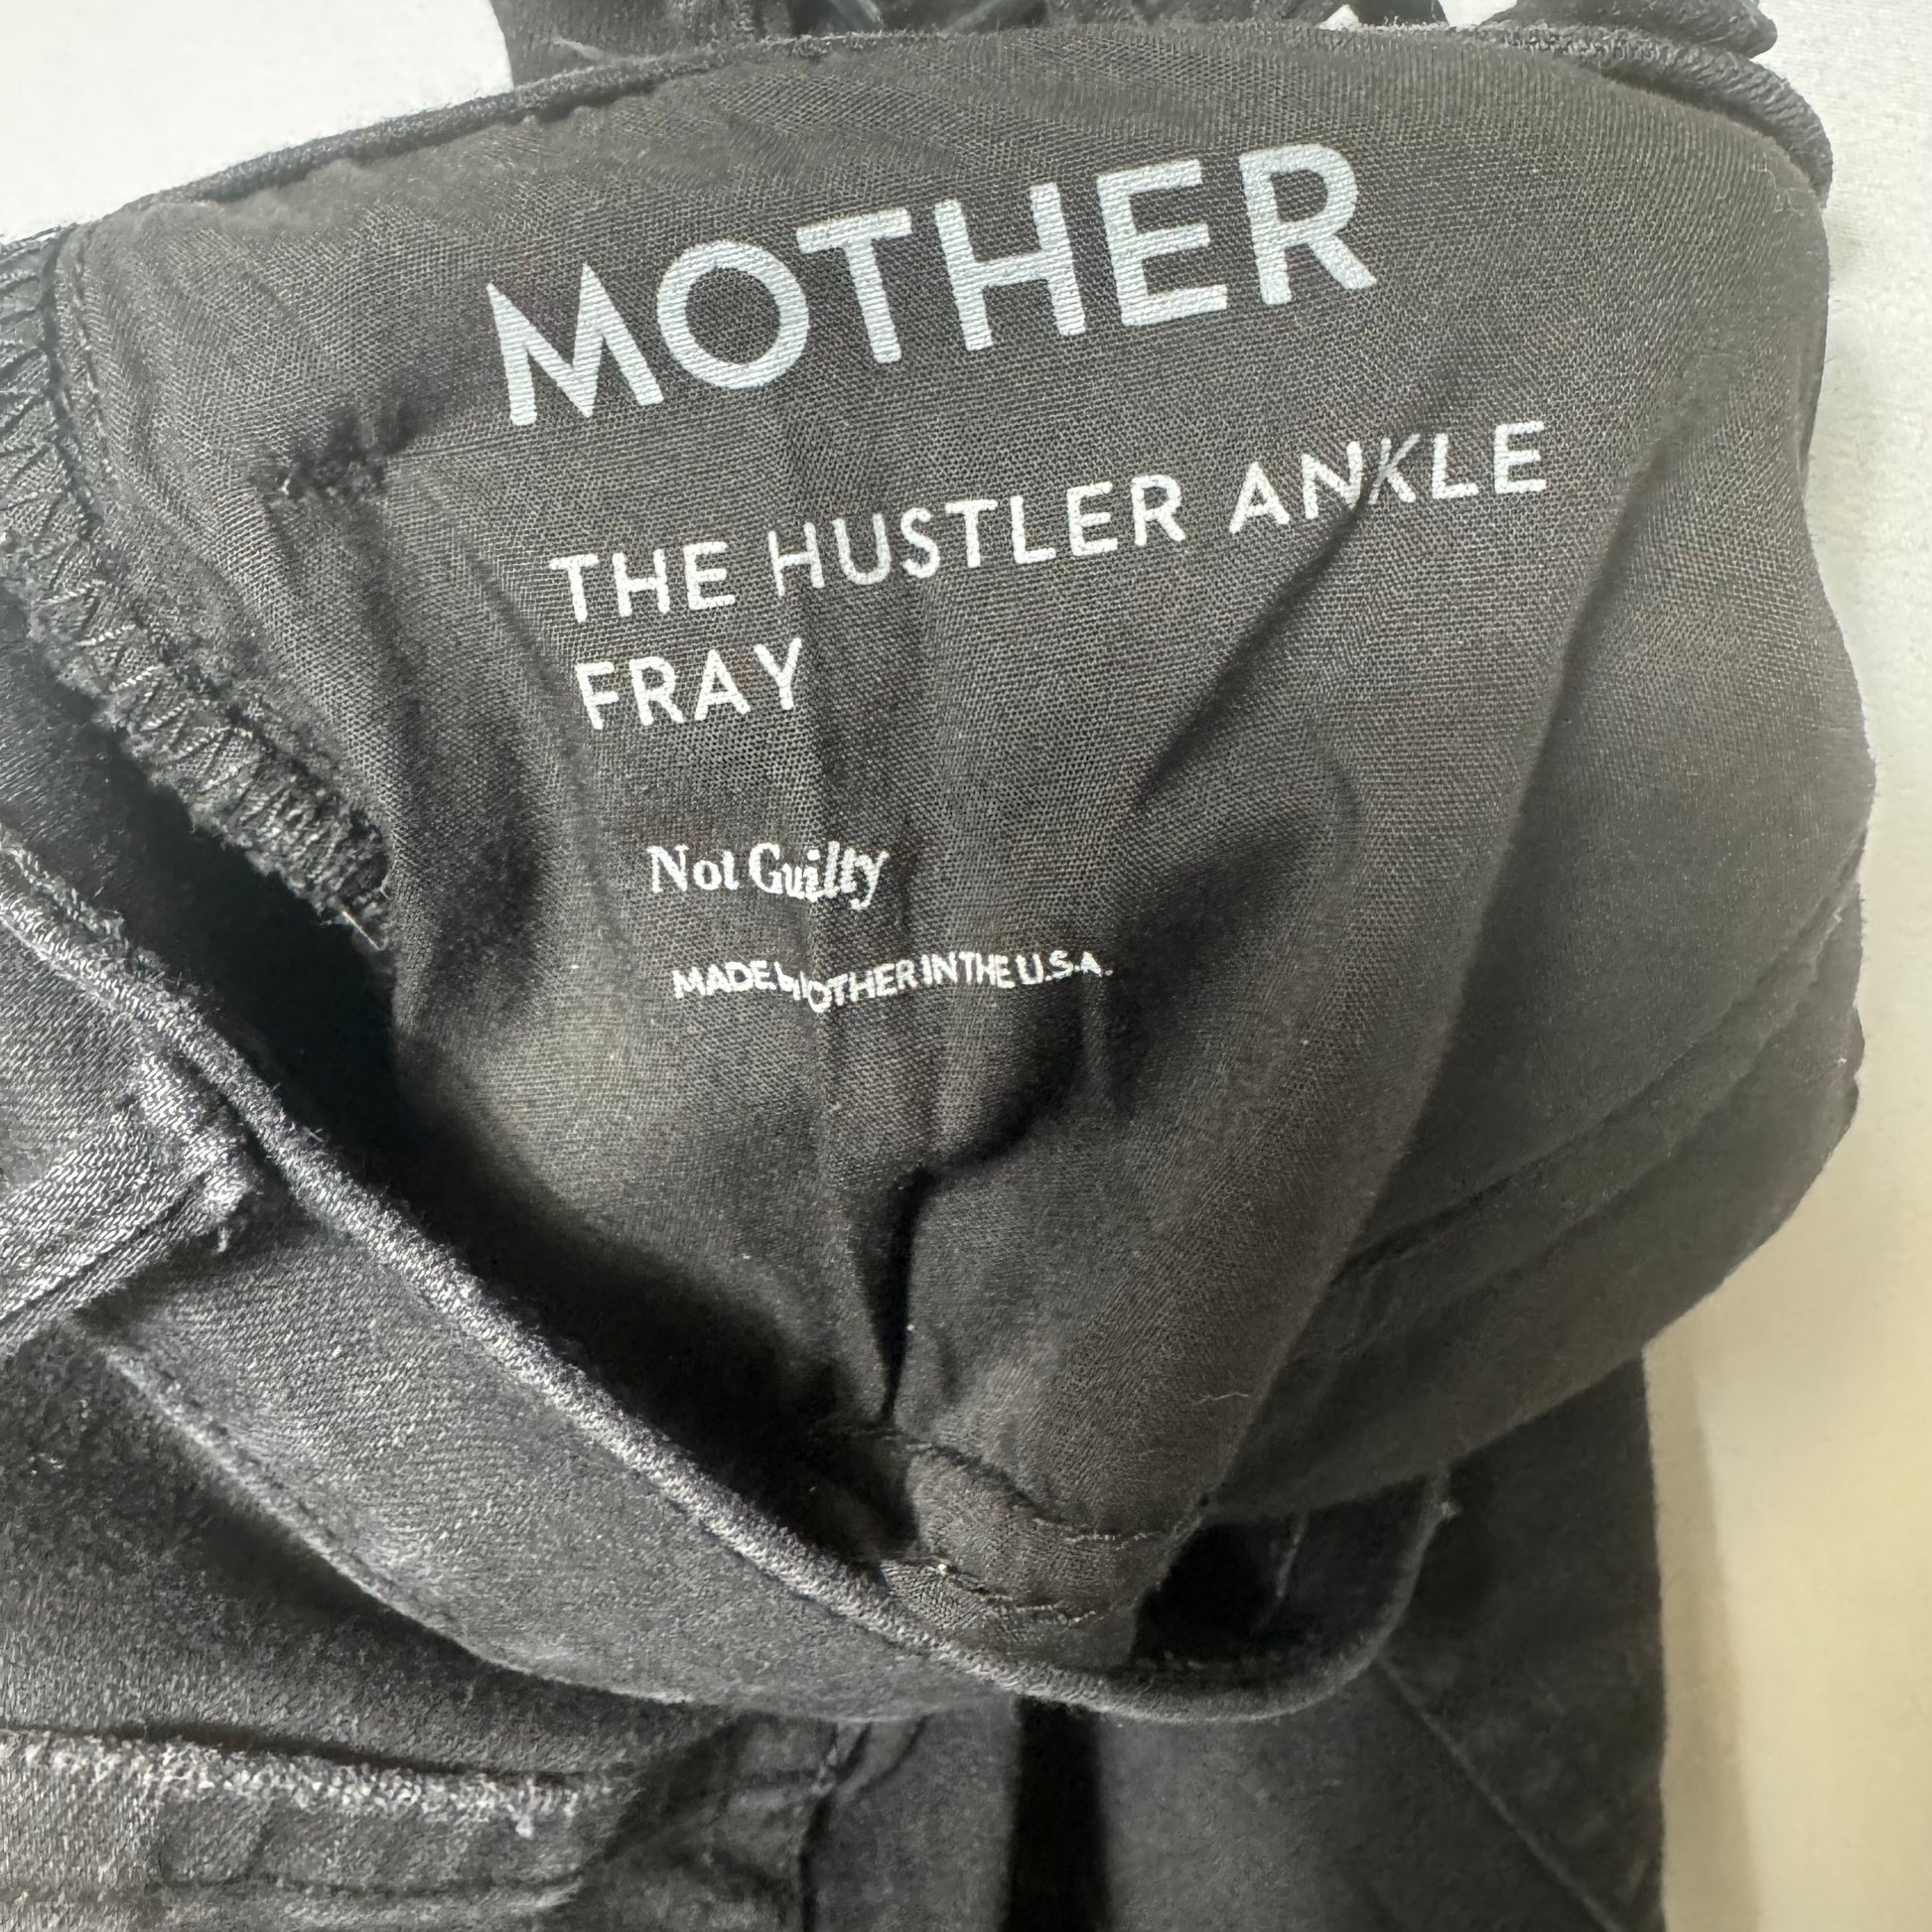 MOTHER
THE HUSTLER ANKLE
FRAY
Not Guilty
MADE by MOTHER IN THE U.S.A.